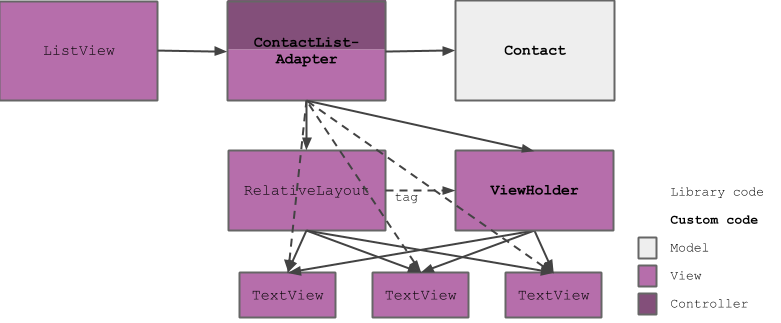 ListView
ContactList-
Adapter
Contact
RelativeLayout
tag
ViewHolder
TextView
TextView
TextView
Library code
Custom code
Model
View
Controller